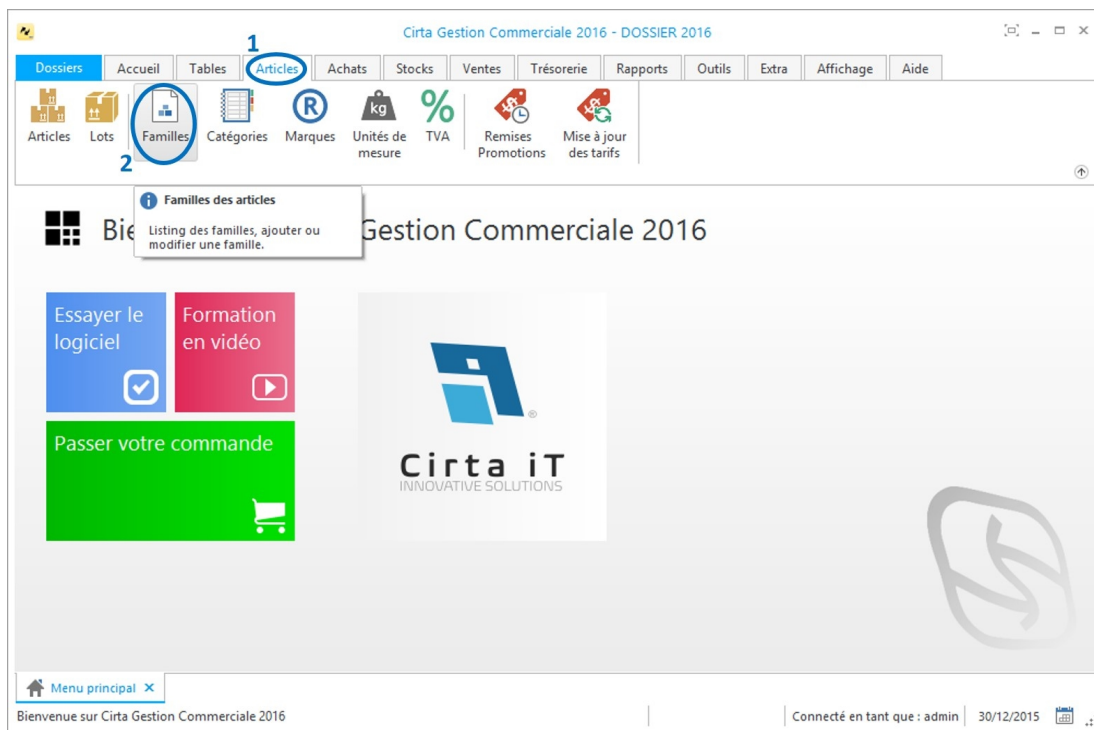 Cirta Gestion Commerciale 2016 - DOSSIER 2016
1
Dossiers Accueil Tables Articles Achats Stocks Ventes Trésorerie Rapports Outils Extra Affichage Aide
Articles Lots Familles Catégories Marques Unités de mesure TVA Remises Promotions Mise à jour des tarifs
2
Familles des articles
Listing des familles, ajouter ou
modifier une famille.
Bie Gestion Commerciale 2016
Essayer le
logiciel
Formation
en vidéo
Passer votre commande
Cirta iT
INNOVATIVE SOLUTIONS
Menu principal
Bienvenue sur Cirta Gestion Commerciale 2016 Connecté en tant que : admin 30/12/2015